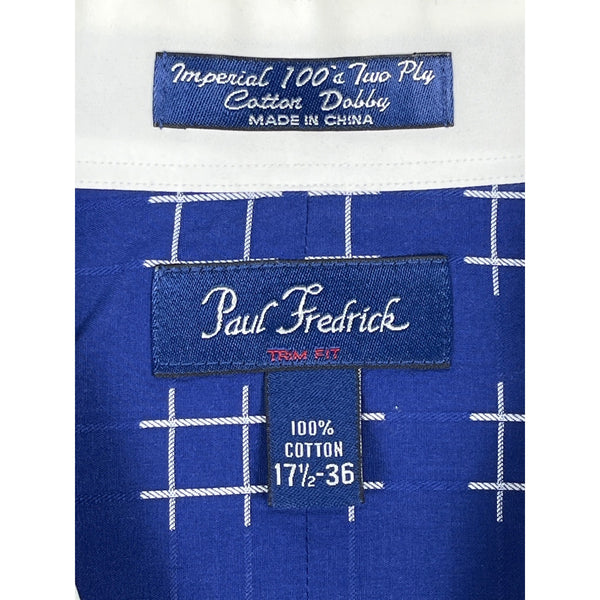 Imperial 100's Two Ply
Cotton Dobby
MADE IN CHINA
Paul Fredrick
TRIM FIT
100%
COTTON
17½-36